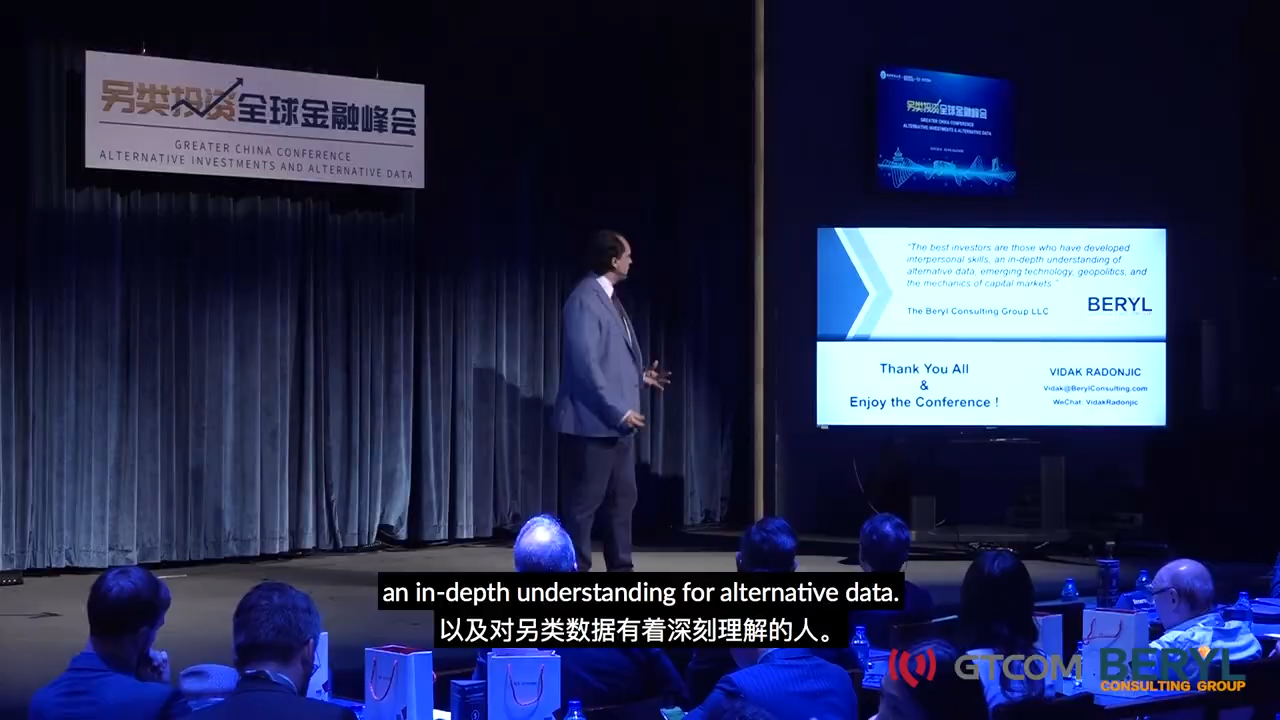 另类投资全球金融峰会
GREATER CHINA CONFERENCE
ALTERNATIVE INVESTMENTS AND ALTERNATIVE DATA
另类投资全球金融峰会
GREATER CHINA CONFERENCE
ALTERNATIVE INVESTMENTS & ALTERNATIVE DATA
"The best investors are those who have developed
interpersonal skills, an in-depth understanding of
alternative data, emerging technology, geopolitics, and
the mechanics of capital markets."
The Beryl Consulting Group LLC
BERYL
Thank You All
&
Enjoy the Conference !
VIDAK RADONJIC
Vidak@BerylConsulting.com
WeChat: VidakRadonjic
an in-depth understanding for alternative data.
以及对另类数据有着深刻理解的人。
GTCOM
BERYL
CONSULTING GROUP